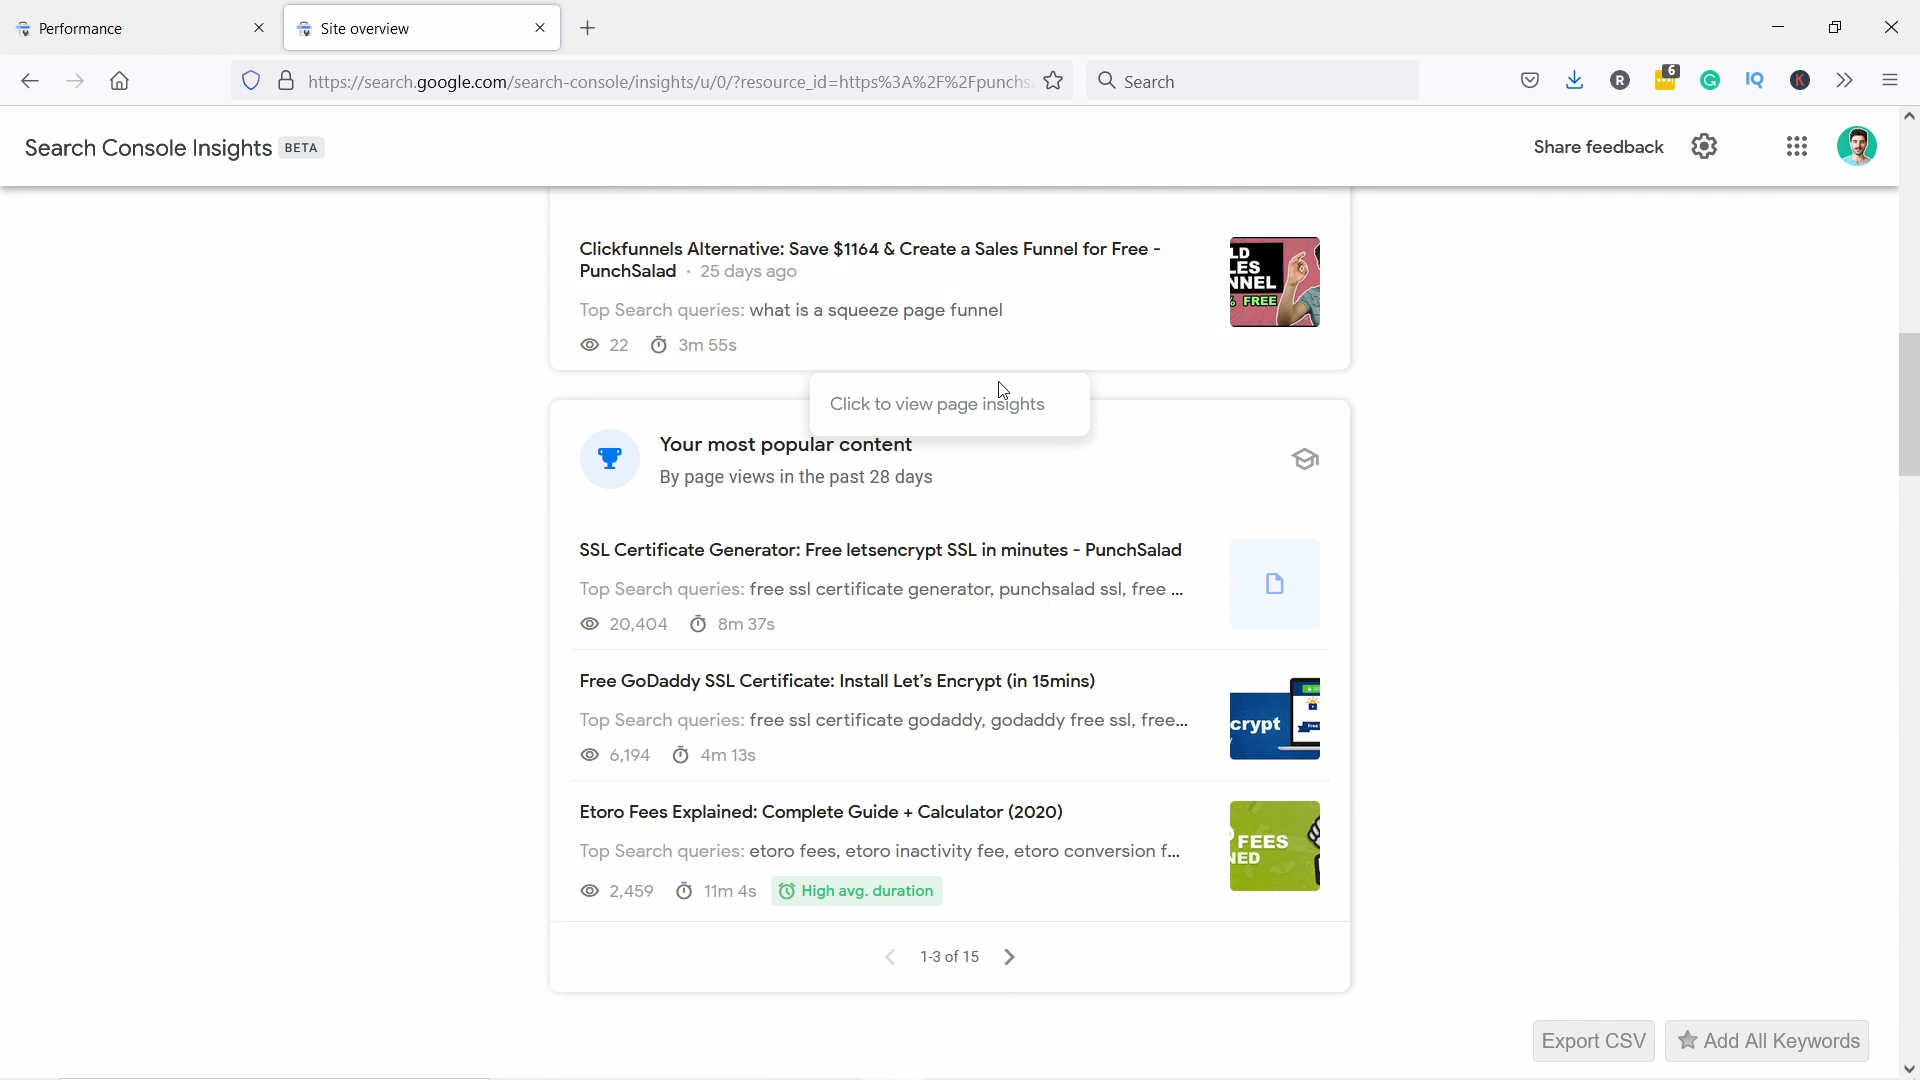 Performance
Site overview
https://search.google.com/search-console/insights/u/0/?resource_id=https%3A%2F%2Fpunchs
Search
6
R
G
IQ
K
Search Console Insights BETA
Share feedback
Clickfunnels Alternative: Save $1164 & Create a Sales Funnel for Free -
PunchSalad · 25 days ago
Top Search queries: what is a squeeze page funnel
22 3m 55s
LD
LES
NNEL
% FREE
Click to view page insights
Your most popular content
By page views in the past 28 days
SSL Certificate Generator: Free letsencrypt SSL in minutes - PunchSalad
Top Search queries: free ssl certificate generator, punchsalad ssl, free ...
20,404 8m 37s
Free GoDaddy SSL Certificate: Install Let's Encrypt (in 15mins)
Top Search queries: free ssl certificate godaddy, godaddy free ssl, free...
6,194 4m 13s
crypt
Etoro Fees Explained: Complete Guide + Calculator (2020)
Top Search queries: etoro fees, etoro inactivity fee, etoro conversion f...
2,459 11m 4s High avg. duration
FEES
NED
1-3 of 15
Export CSV
Add All Keywords